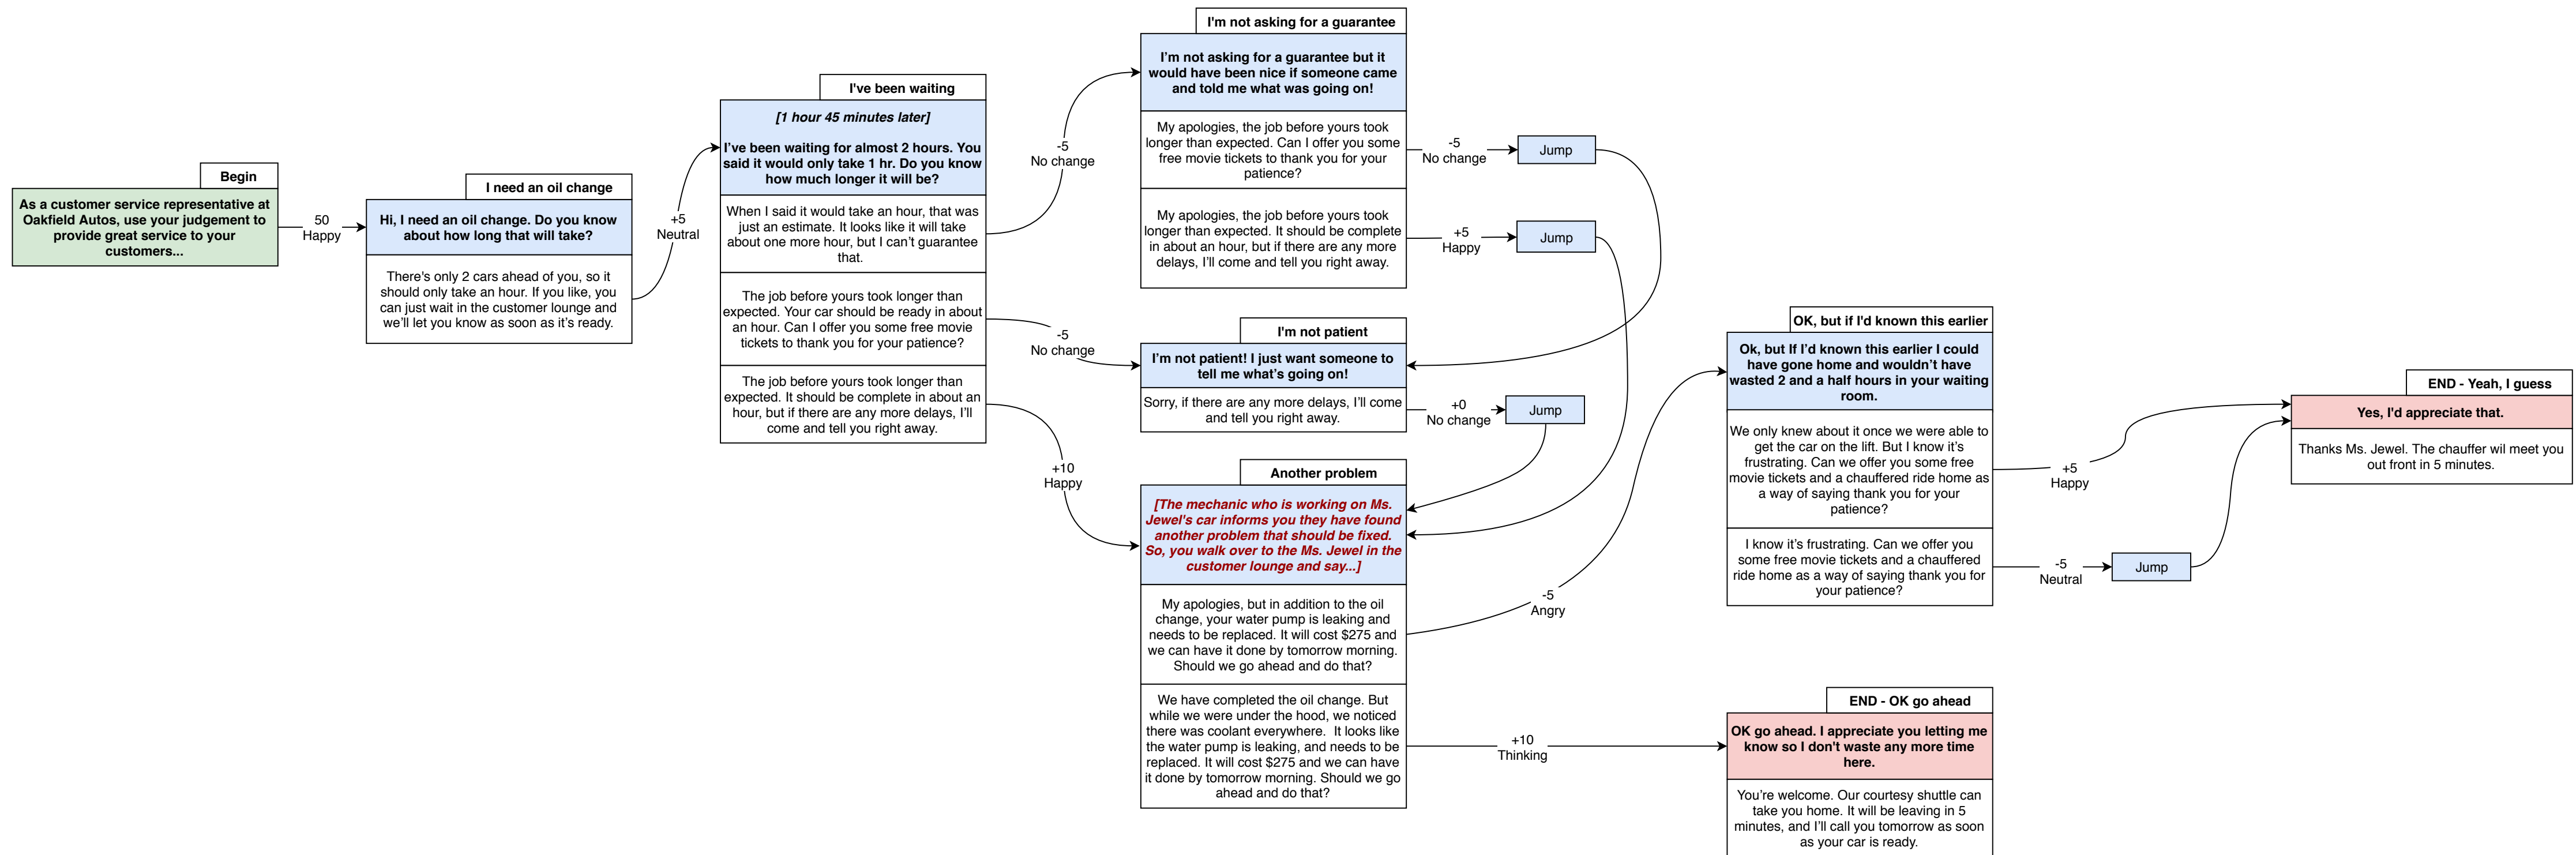 Begin
As a customer service representative at
Oakfield Autos, use your judgement to
provide great service to your
customers...
50
Happy
I need an oil change
Hi, I need an oil change. Do you know
about how long that will take?
There's only 2 cars ahead of you, so it
should only take an hour. If you like, you
can just wait in the customer lounge and
we'll let you know as soon as it's ready.
+5
Neutral
I've been waiting
[1 hour 45 minutes later]
I've been waiting for almost 2 hours. You
said it would only take 1 hr. Do you know
how much longer it will be?
When I said it would take an hour, that was
just an estimate. It looks like it will take
about one more hour, but I can't guarantee
that.
The job before yours took longer than
expected. Your car should be ready in about
an hour. Can I offer you some free movie
tickets to thank you for your patience?
The job before yours took longer than
expected. It should be complete in about an
hour, but if there are any more delays, I'll
come and tell you right away.
-5
No change
-5
No change
+10
Happy
I'm not asking for a guarantee
I'm not asking for a guarantee but it
would have been nice if someone came
and told me what was going on!
My apologies, the job before yours took
longer than expected. Can I offer you some
free movie tickets to thank you for your
patience?
My apologies, the job before yours took
longer than expected. It should be complete
in about an hour, but if there are any more
delays, I'll come and tell you right away.
-5
No change
Jump
+5
Happy
Jump
I'm not patient
I'm not patient! I just want someone to
tell me what's going on!
Sorry, if there are any more delays, I'll come
and tell you right away.
+0
No change
Jump
Another problem
[The mechanic who is working on Ms.
Jewel's car informs you they have found
another problem that should be fixed.
So, you walk over to the Ms. Jewel in the
customer lounge and say...]
My apologies, but in addition to the oil
change, your water pump is leaking and
needs to be replaced. It will cost $275 and
we can have it done by tomorrow morning.
Should we go ahead and do that?
We have completed the oil change. But
while we were under the hood, we noticed
there was coolant everywhere. It looks like
the water pump is leaking, and needs to be
replaced. It will cost $275 and we can have
it done by tomorrow morning. Should we go
ahead and do that?
-5
Angry
+10
Thinking
OK, but if I'd known this earlier
Ok, but If I'd known this earlier I could
have gone home and wouldn't have
wasted 2 and a half hours in your waiting
room.
We only knew about it once we were able to
get the car on the lift. But I know it's
frustrating. Can we offer you some free
movie tickets and a chauffered ride home as
a way of saying thank you for your
patience?
I know it's frustrating. Can we offer you
some free movie tickets and a chauffered
ride home as a way of saying thank you for
your patience?
+5
Happy
-5
Neutral
Jump
END - Yeah, I guess
Yes, I'd appreciate that.
Thanks Ms. Jewel. The chauffer wil meet you
out front in 5 minutes.
END - OK go ahead
OK go ahead. I appreciate you letting me
know so I don't waste any more time
here.
You're welcome. Our courtesy shuttle can
take you home. It will be leaving in 5
minutes, and I'll call you tomorrow as soon
as your car is ready.